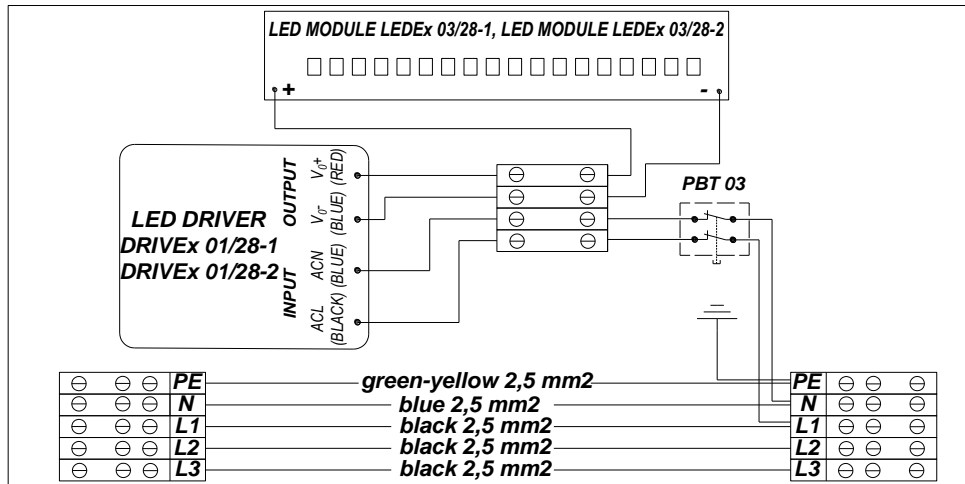 LED MODULE LEDEx 03/28-1, LED MODULE LEDEx 03/28-2
+ -
PBT 03
LED DRIVER
DRIVEx 01/28-1
DRIVEx 01/28-2
OUTPUT
INPUT
V₀+ (RED)
V₀- (BLUE)
ACN (BLUE)
ACL (BLACK)
PE green-yellow 2,5 mm2 PE
N blue 2,5 mm2 N
L1 black 2,5 mm2 L1
L2 black 2,5 mm2 L2
L3 black 2,5 mm2 L3